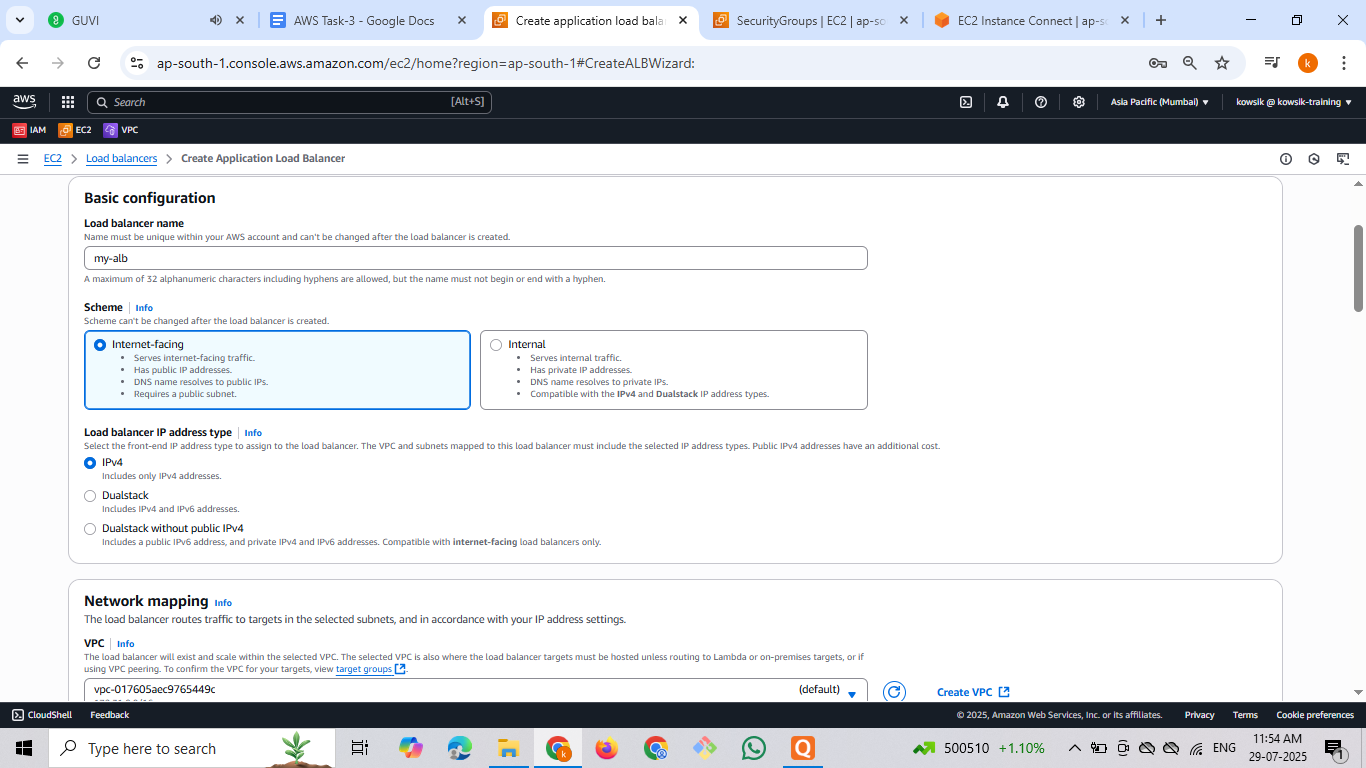 GUVI
AWS Task-3 - Google Docs
Create application load bala
SecurityGroups | EC2 | ap-so
EC2 Instance Connect | ap-s
ap-south-1.console.aws.amazon.com/ec2/home?region=ap-south-1#CreateALBWizard:
k
aws
Search
[Alt+S]
Asia Pacific (Mumbai)
kowsik @ kowsik-training
IAM
EC2
VPC
EC2
Load balancers
Create Application Load Balancer
Basic configuration
Load balancer name
Name must be unique within your AWS account and can't be changed after the load balancer is created.
my-alb
A maximum of 32 alphanumeric characters including hyphens are allowed, but the name must not begin or end with a hyphen.
Scheme Info
Scheme can't be changed after the load balancer is created.
Internet-facing
• Serves internet-facing traffic.
• Has public IP addresses.
• DNS name resolves to public IPs.
• Requires a public subnet.
Internal
• Serves internal traffic.
• Has private IP addresses.
• DNS name resolves to private IPs.
• Compatible with the IPv4 and Dualstack IP address types.
Load balancer IP address type Info
Select the front-end IP address type to assign to the load balancer. The VPC and subnets mapped to this load balancer must include the selected IP address types. Public IPv4 addresses have an additional cost.
IPv4
Includes only IPv4 addresses.
Dualstack
Includes IPv4 and IPv6 addresses.
Dualstack without public IPv4
Includes a public IPv6 address, and private IPv4 and IPv6 addresses. Compatible with internet-facing load balancers only.
Network mapping Info
The load balancer routes traffic to targets in the selected subnets, and in accordance with your IP address settings.
VPC Info
The load balancer will exist and scale within the selected VPC. The selected VPC is also where the load balancer targets must be hosted unless routing to Lambda or on-premises targets, or if
using VPC peering. To confirm the VPC for your targets, view target groups.
vpc-017605aec9765449c
(default)
Create VPC
CloudShell
Feedback
© 2025, Amazon Web Services, Inc. or its affiliates.
Privacy
Terms
Cookie preferences
Type here to search
500510 +1.10%
ENG
11:54 AM
29-07-2025
1